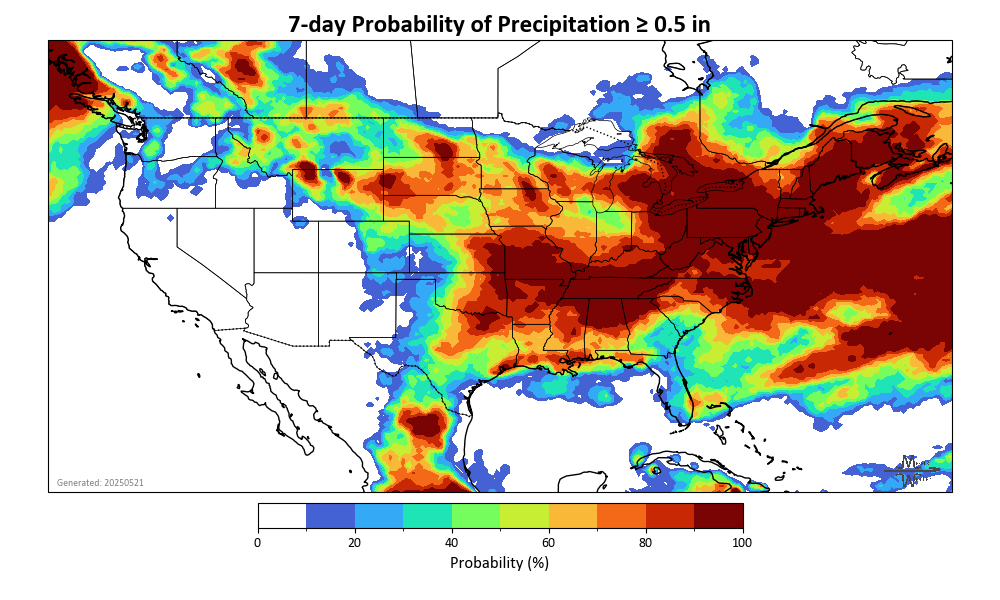 7-day Probability of Precipitation ≥ 0.5 in
Generated: 20250521
0 20 40 60 80 100
Probability (%)